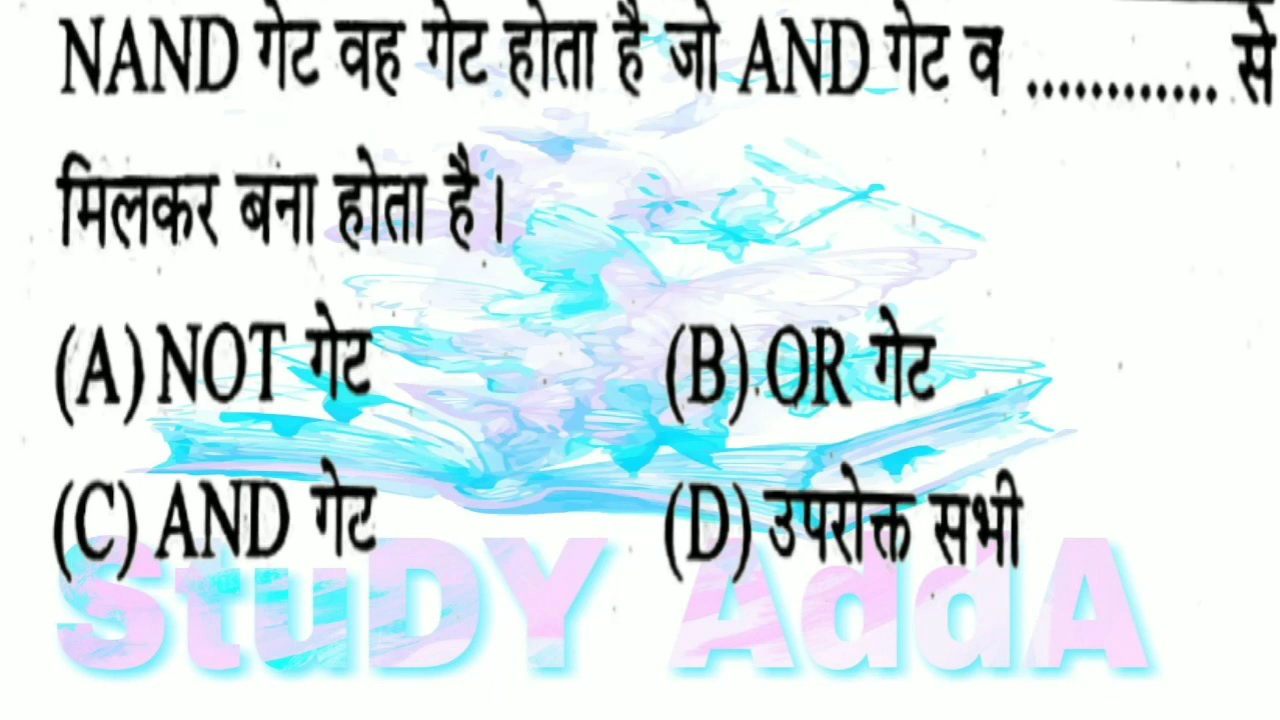 NAND गेट वह गेट होता है जो AND गेट व ............ से
मिलकर बना होता है।
(A) NOT गेट (B) OR गेट
(C) AND गेट (D) उपरोक्त सभी
StuDY AddA